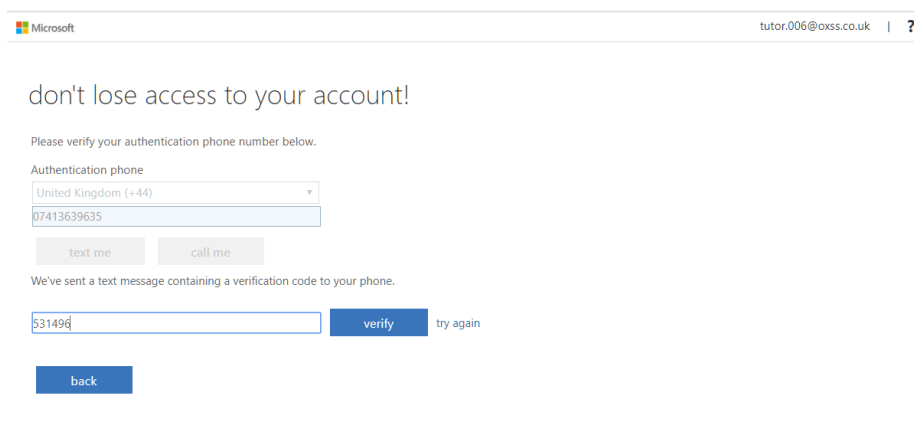 Microsoft
tutor.006@oxss.co.uk | ?
don't lose access to your account!
Please verify your authentication phone number below.
Authentication phone
United Kingdom (+44)
07413639635
text me call me
We've sent a text message containing a verification code to your phone.
531496
verify try again
back